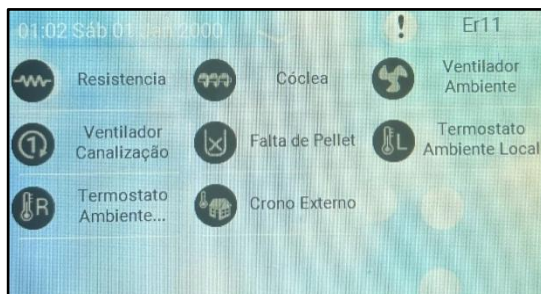 01:02 Sáb 01 Jan 2000
Er11
Resistencia
Cóclea
Ventilador
Ambiente
1
Ventilador
Canalização
Falta de Pellet
L
Termostato
Ambiente Local
R
Termostato
Ambiente...
Crono Externo